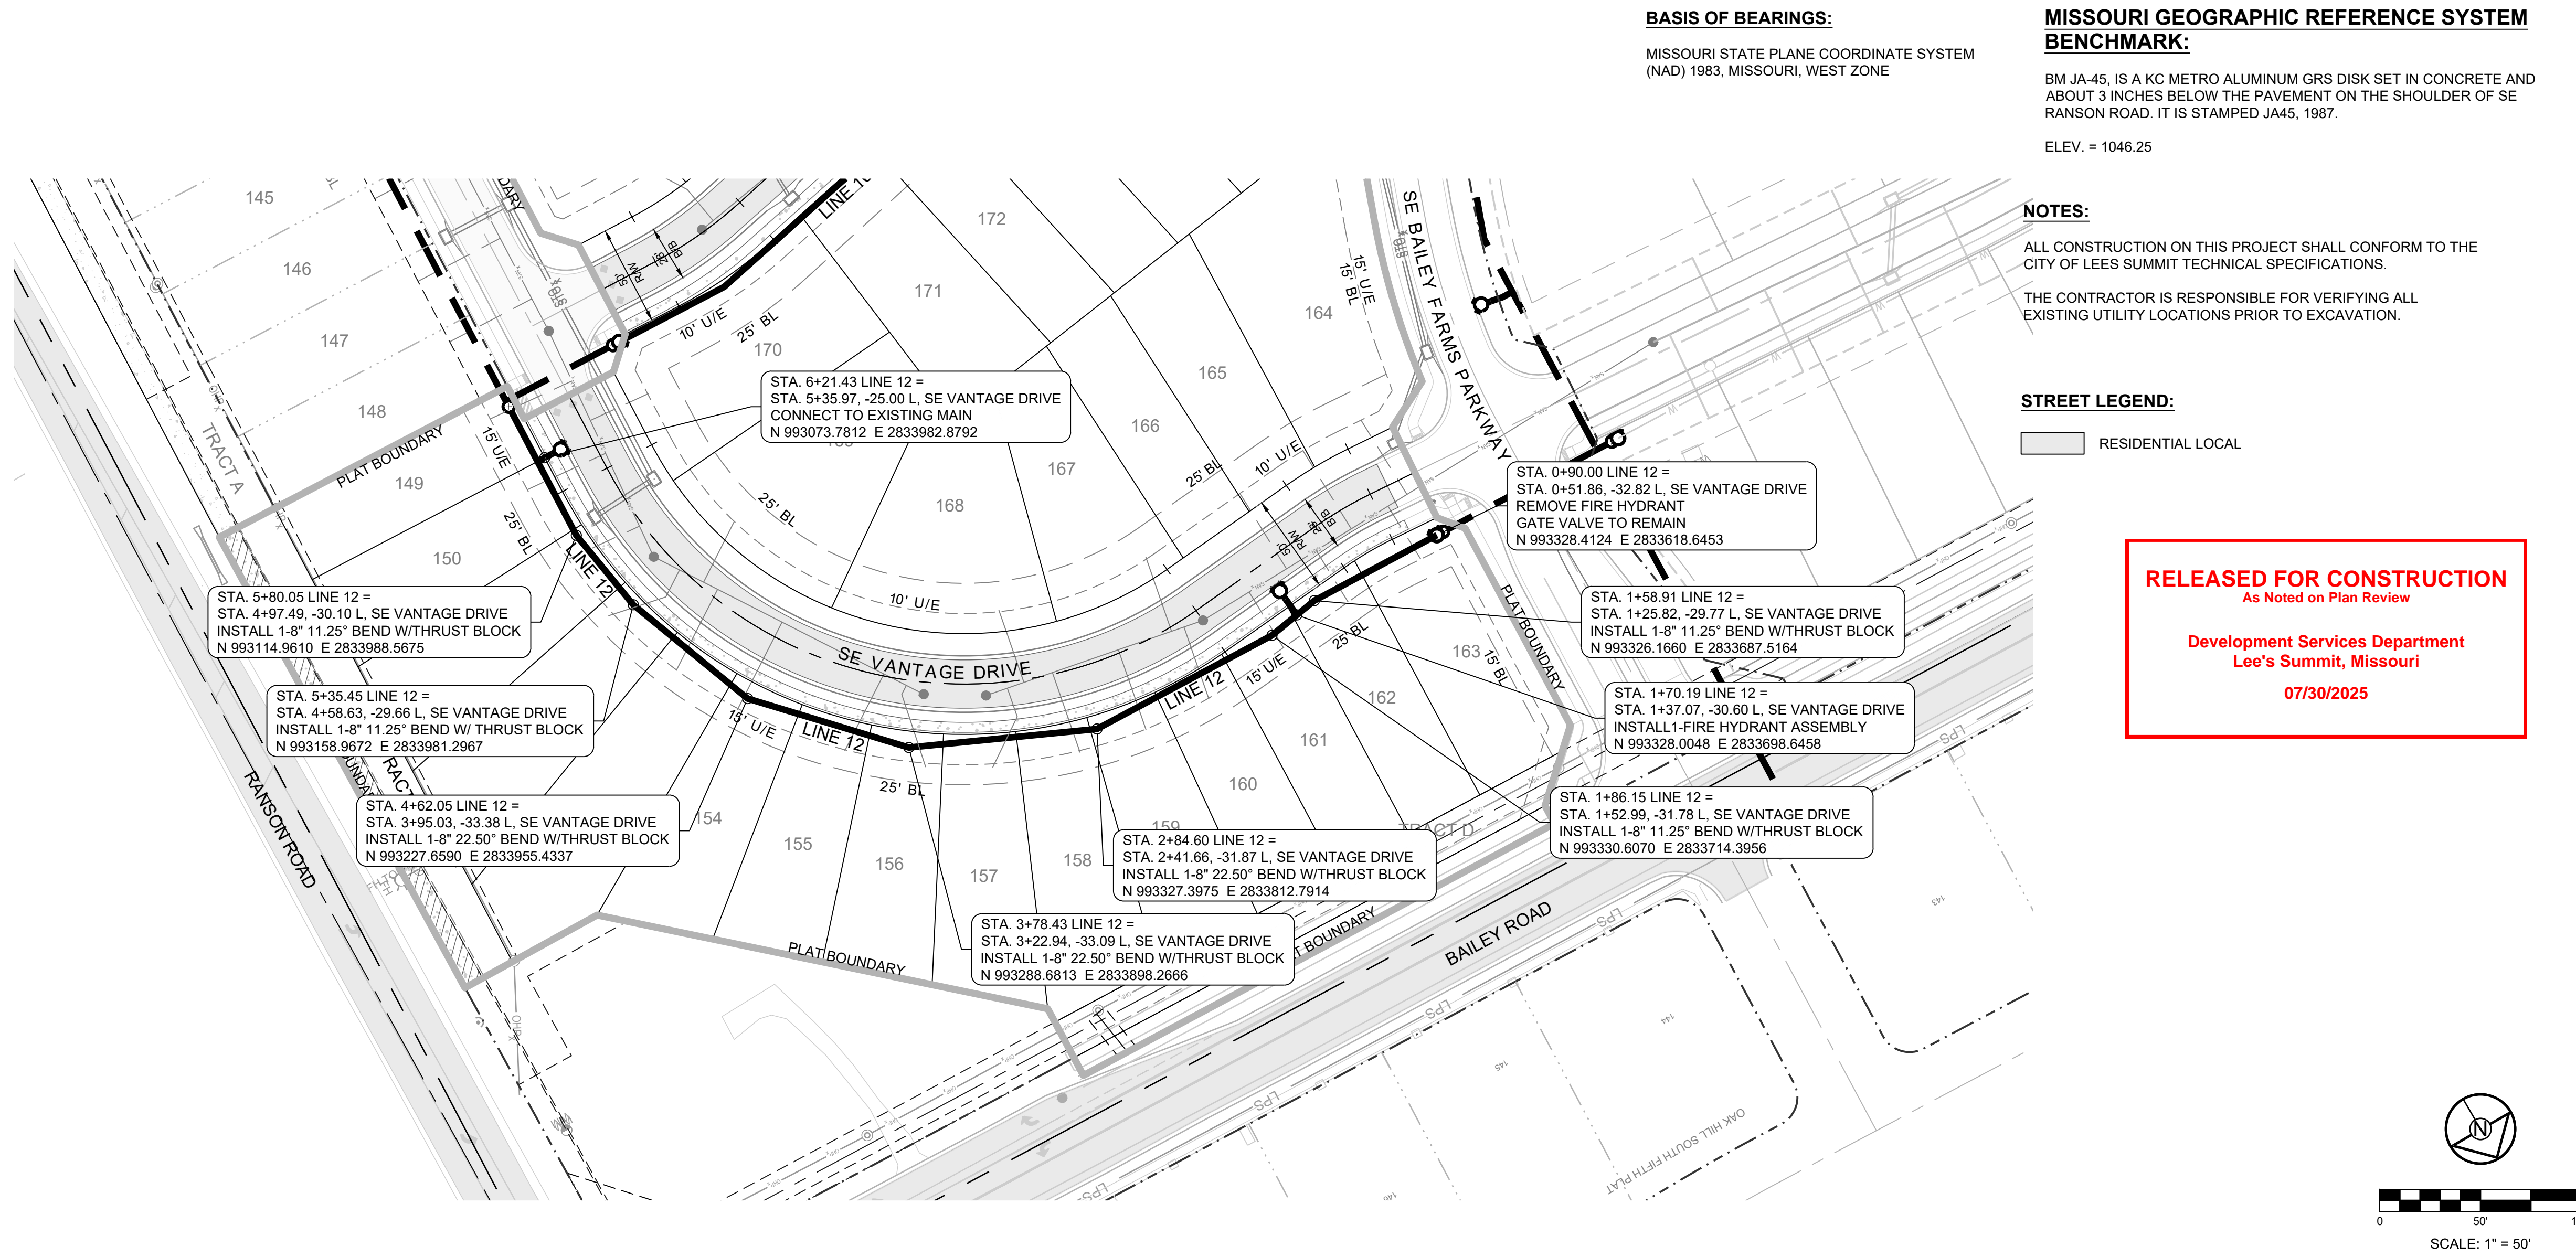 BASIS OF BEARINGS:
MISSOURI STATE PLANE COORDINATE SYSTEM
(NAD) 1983, MISSOURI, WEST ZONE
MISSOURI GEOGRAPHIC REFERENCE SYSTEM
BENCHMARK:
BM JA-45, IS A KC METRO ALUMINUM GRS DISK SET IN CONCRETE AND
ABOUT 3 INCHES BELOW THE PAVEMENT ON THE SHOULDER OF SE
RANSON ROAD. IT IS STAMPED JA45, 1987.
ELEV. = 1046.25
NOTES:
ALL CONSTRUCTION ON THIS PROJECT SHALL CONFORM TO THE
CITY OF LEES SUMMIT TECHNICAL SPECIFICATIONS.
THE CONTRACTOR IS RESPONSIBLE FOR VERIFYING ALL
EXISTING UTILITY LOCATIONS PRIOR TO EXCAVATION.
STREET LEGEND:
RESIDENTIAL LOCAL
RELEASED FOR CONSTRUCTION
As Noted on Plan Review
Development Services Department
Lee's Summit, Missouri
07/30/2025
145
146
147
148
TRACT A
PLAT BOUNDARY
149
150
15' U/E
25' BL
LINE 12
172
171
170
10' U/E
25' BL
50'
R/W
28'
B/B
STA. 6+21.43 LINE 12 =
STA. 5+35.97, -25.00 L, SE VANTAGE DRIVE
CONNECT TO EXISTING MAIN
N 993073.7812 E 2833982.8792
168
167
166
165
164
15' U/E
15' BL
SE BAILEY FARMS PARKWAY
25' BL
10' U/E
25' BL
10' U/E
50'
R/W
28'
B/B
STA. 0+90.00 LINE 12 =
STA. 0+51.86, -32.82 L, SE VANTAGE DRIVE
REMOVE FIRE HYDRANT
GATE VALVE TO REMAIN
N 993328.4124 E 2833618.6453
STA. 5+80.05 LINE 12 =
STA. 4+97.49, -30.10 L, SE VANTAGE DRIVE
INSTALL 1-8" 11.25° BEND W/THRUST BLOCK
N 993114.9610 E 2833988.5675
STA. 1+58.91 LINE 12 =
STA. 1+25.82, -29.77 L, SE VANTAGE DRIVE
INSTALL 1-8" 11.25° BEND W/THRUST BLOCK
N 993326.1660 E 2833687.5164
SE VANTAGE DRIVE
STA. 5+35.45 LINE 12 =
STA. 4+58.63, -29.66 L, SE VANTAGE DRIVE
INSTALL 1-8" 11.25° BEND W/ THRUST BLOCK
N 993158.9672 E 2833981.2967
STA. 1+70.19 LINE 12 =
STA. 1+37.07, -30.60 L, SE VANTAGE DRIVE
INSTALL1-FIRE HYDRANT ASSEMBLY
N 993328.0048 E 2833698.6458
15' U/E
LINE 12
25' BL
LINE 12
15' U/E
25' BL
163
15' BL
PLAT BOUNDARY
162
161
160
159
158
157
156
155
154
STA. 4+62.05 LINE 12 =
STA. 3+95.03, -33.38 L, SE VANTAGE DRIVE
INSTALL 1-8" 22.50° BEND W/THRUST BLOCK
N 993227.6590 E 2833955.4337
STA. 1+86.15 LINE 12 =
STA. 1+52.99, -31.78 L, SE VANTAGE DRIVE
INSTALL 1-8" 11.25° BEND W/THRUST BLOCK
N 993330.6070 E 2833714.3956
STA. 2+84.60 LINE 12 =
STA. 2+41.66, -31.87 L, SE VANTAGE DRIVE
INSTALL 1-8" 22.50° BEND W/THRUST BLOCK
N 993327.3975 E 2833812.7914
STA. 3+78.43 LINE 12 =
STA. 3+22.94, -33.09 L, SE VANTAGE DRIVE
INSTALL 1-8" 22.50° BEND W/THRUST BLOCK
N 993288.6813 E 2833898.2666
TRACT D
PLAT BOUNDARY
BOUNDARY
RANSON ROAD
BAILEY ROAD
LPS
LPS
LPS
LPS
LPS
143
144
145
OAK HILL SOUTH FIFTH PLAT
N
0
50'
SCALE: 1" = 50'